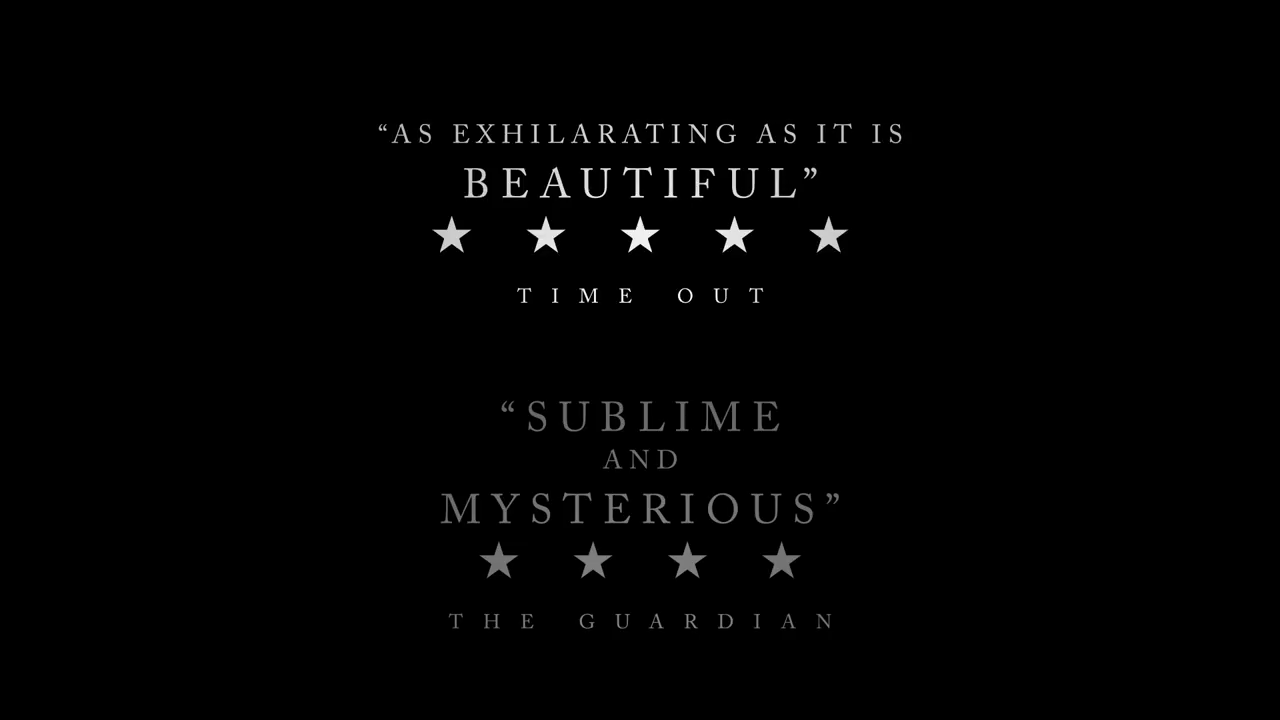 “AS EXHILARATING AS IT IS
BEAUTIFUL”
★ ★ ★ ★ ★
TIME OUT
“SUBLIME
AND
MYSTERIOUS”
★ ★ ★ ★
THE GUARDIAN